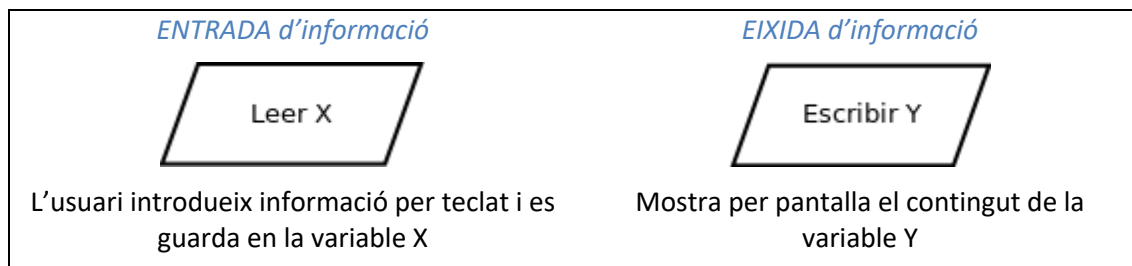 ENTRADA d’informació
Leer X
L’usuari introdueix informació per teclat i es
guarda en la variable X
EIXIDA d’informació
Escribir Y
Mostra per pantalla el contingut de la
variable Y